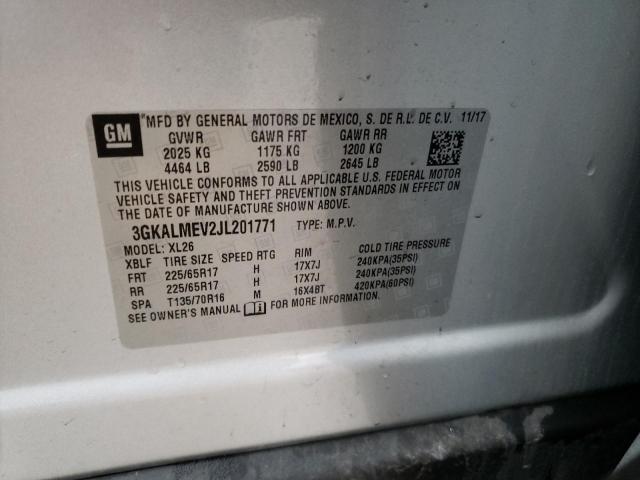 GM
*MFD BY GENERAL MOTORS DE MEXICO, S. DE R.L. DE C.V. 11/17
GVWR GAWR FRT GAWR RR
2025 KG 1175 KG 1200 KG
4464 LB 2590 LB 2645 LB
THIS VEHICLE CONFORMS TO ALL APPLICABLE U.S. FEDERAL MOTOR
VEHICLE SAFETY AND THEFT PREVENTION STANDARDS IN EFFECT ON
THE DATE OF MANUFACTURE SHOWN ABOVE.
3GKALMEV2JL201771 TYPE: M.P.V.
MODEL: XL26
XBLF TIRE SIZE SPEED RTG RIM COLD TIRE PRESSURE
FRT 225/65R17 H 17X7J 240KPA(35PSI)
RR 225/65R17 H 17X7J 240KPA(35PSI)
SPA T135/70R16 M 16X4BT 420KPA(60PSI)
SEE OWNER'S MANUAL FOR MORE INFORMATION.